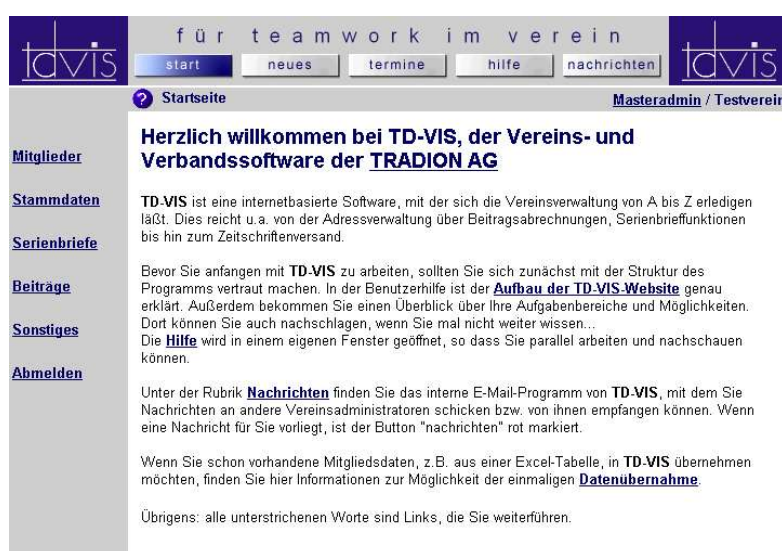 tdvis
für teamwork im verein
start neues termine hilfe nachrichten
tdvis
? Startseite
Masteradmin / Testverein
Mitglieder
Stammdaten
Serienbriefe
Beiträge
Sonstiges
Abmelden
Herzlich willkommen bei TD-VIS, der Vereins- und
Verbandssoftware der TRADION AG
TD-VIS ist eine internetbasierte Software, mit der sich die Vereinsverwaltung von A bis Z erledigen
läßt. Dies reicht u.a. von der Adressverwaltung über Beitragsabrechnungen, Serienbrieffunktionen
bis hin zum Zeitschriftenversand.
Bevor Sie anfangen mit TD-VIS zu arbeiten, sollten Sie sich zunächst mit der Struktur des
Programms vertraut machen. In der Benutzerhilfe ist der Aufbau der TD-VIS-Website genau
erklärt. Außerdem bekommen Sie einen Überblick über Ihre Aufgabenbereiche und Möglichkeiten.
Dort können Sie auch nachschlagen, wenn Sie mal nicht weiter wissen...
Die Hilfe wird in einem eigenen Fenster geöffnet, so dass Sie parallel arbeiten und nachschauen
können.
Unter der Rubrik Nachrichten finden Sie das interne E-Mail-Programm von TD-VIS, mit dem Sie
Nachrichten an andere Vereinsadministratoren schicken bzw. von ihnen empfangen können. Wenn
eine Nachricht für Sie vorliegt, ist der Button "nachrichten" rot markiert.
Wenn Sie schon vorhandene Mitgliedsdaten, z.B. aus einer Excel-Tabelle, in TD-VIS übernehmen
möchten, finden Sie hier Informationen zur Möglichkeit der einmaligen Datenübernahme.
Übrigens: alle unterstrichenen Worte sind Links, die Sie weiterführen.